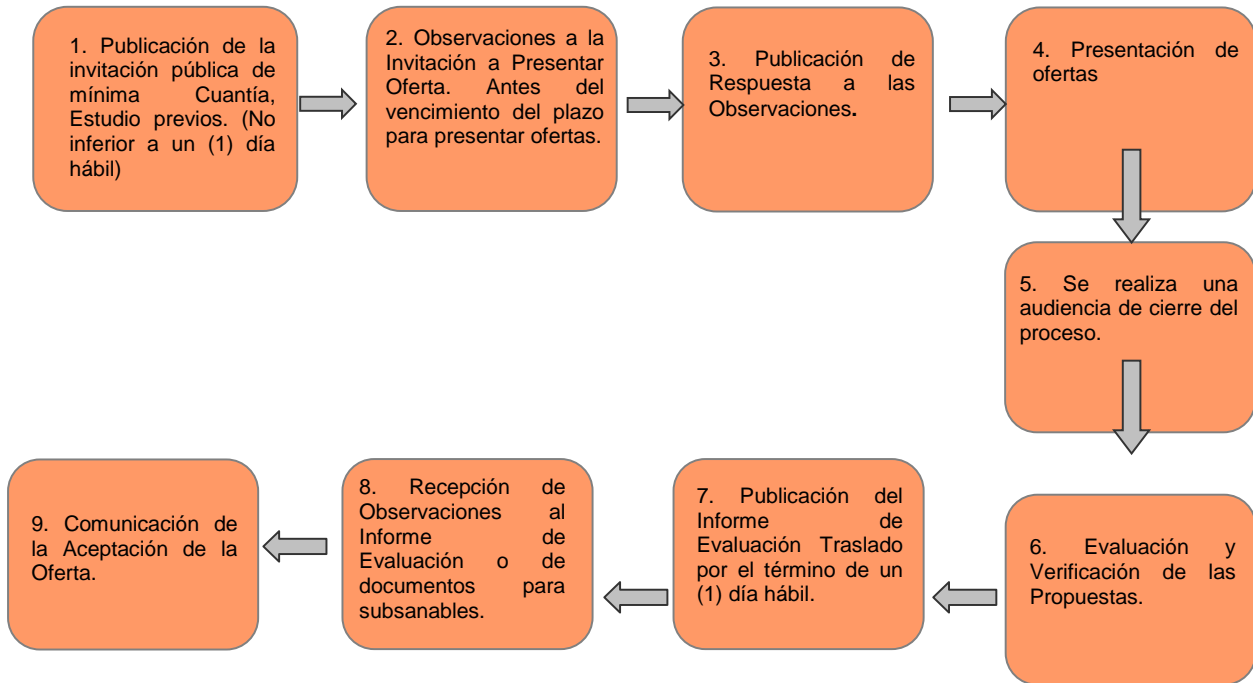 1. Publicación de la
invitación pública de
mínima Cuantía,
Estudio previos. (No
inferior a un (1) día
hábil)
2. Observaciones a la
Invitación a Presentar
Oferta. Antes del
vencimiento del plazo
para presentar ofertas.
3. Publicación de
Respuesta a las
Observaciones.
4. Presentación de
ofertas
5. Se realiza una
audiencia de cierre del
proceso.
6. Evaluación y
Verificación de las
Propuestas.
7. Publicación del
Informe de
Evaluación Traslado
por el término de un
(1) día hábil.
8. Recepción de
Observaciones al
Informe de
Evaluación o de
documentos para
subsanables.
9. Comunicación de
la Aceptación de la
Oferta.